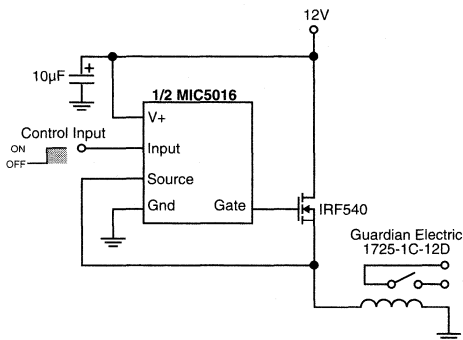 12V
+
10µF
1/2 MIC5016
V+
Control Input
ON
OFF
Input
Source
Gnd
Gate
IRF540
Guardian Electric
1725-1C-12D